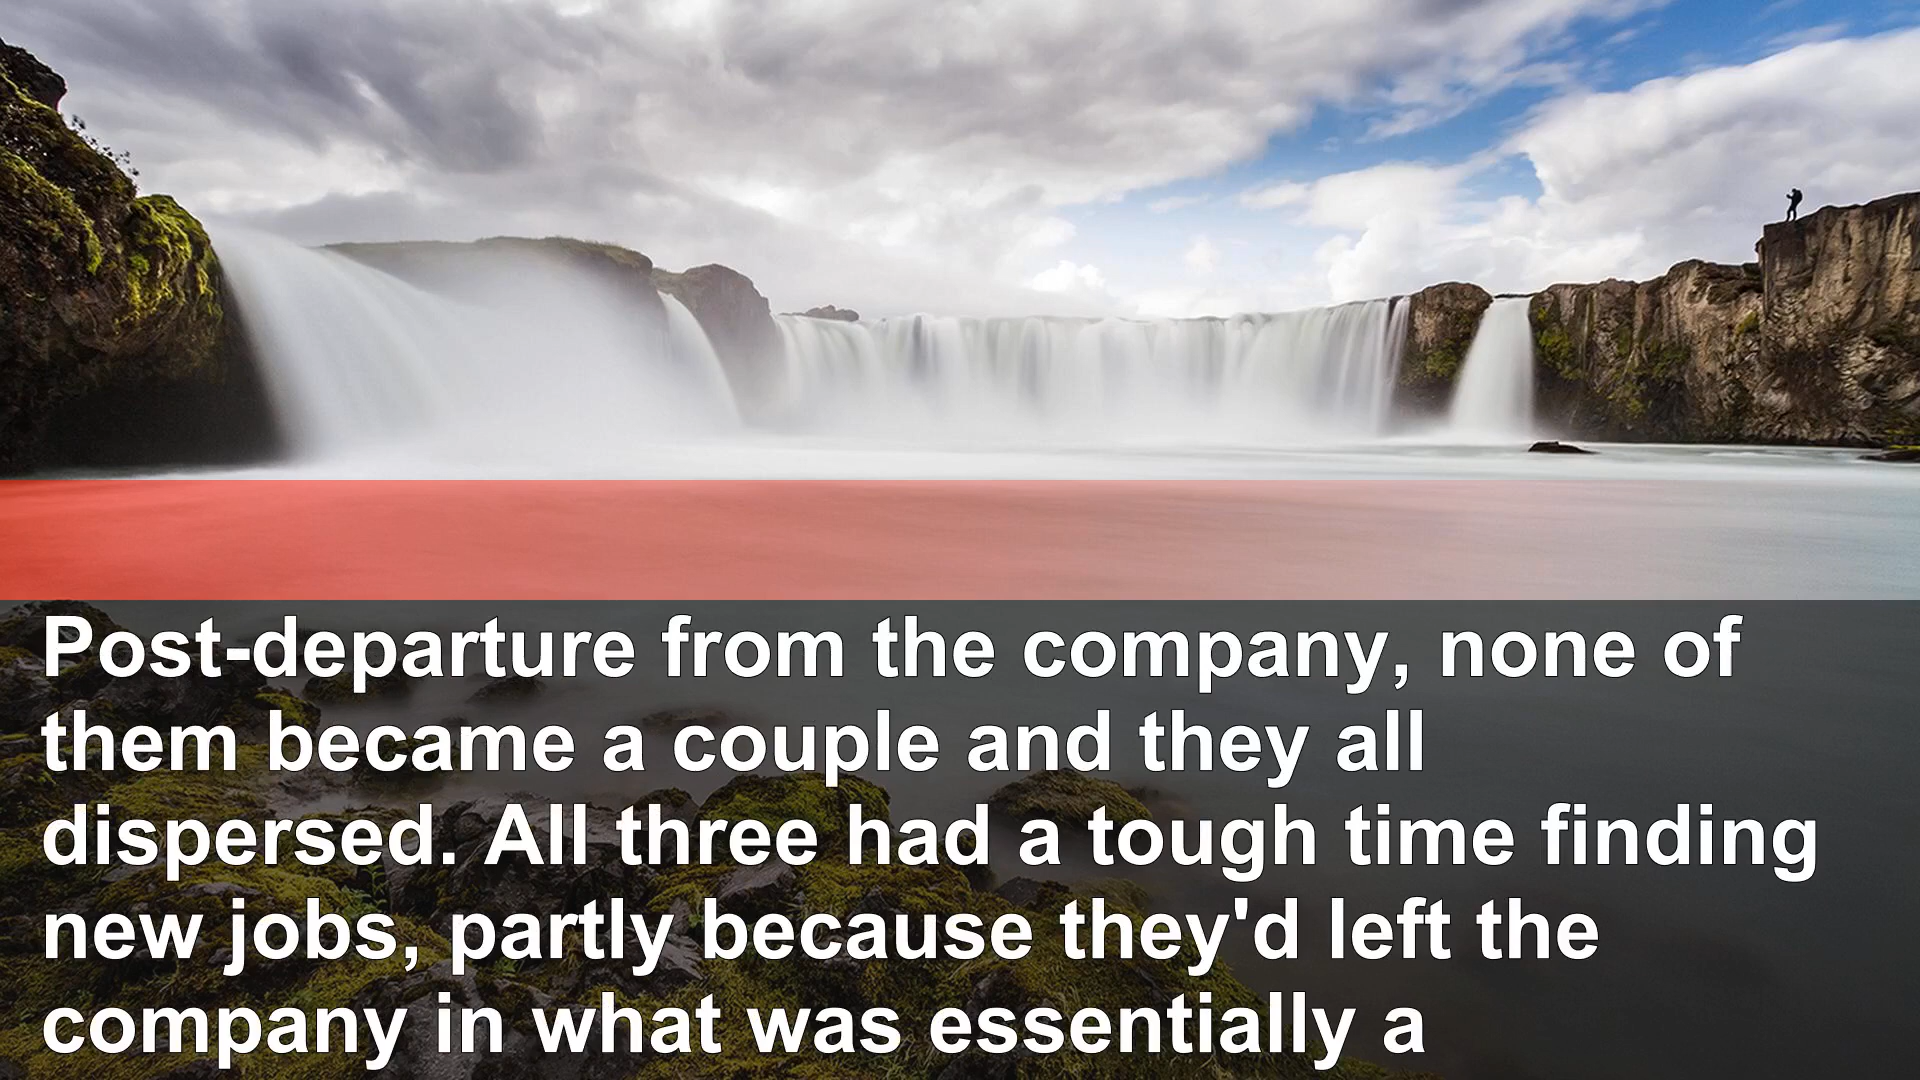 Post-departure from the company, none of
them became a couple and they all
dispersed. All three had a tough time finding
new jobs, partly because they'd left the
company in what was essentially a